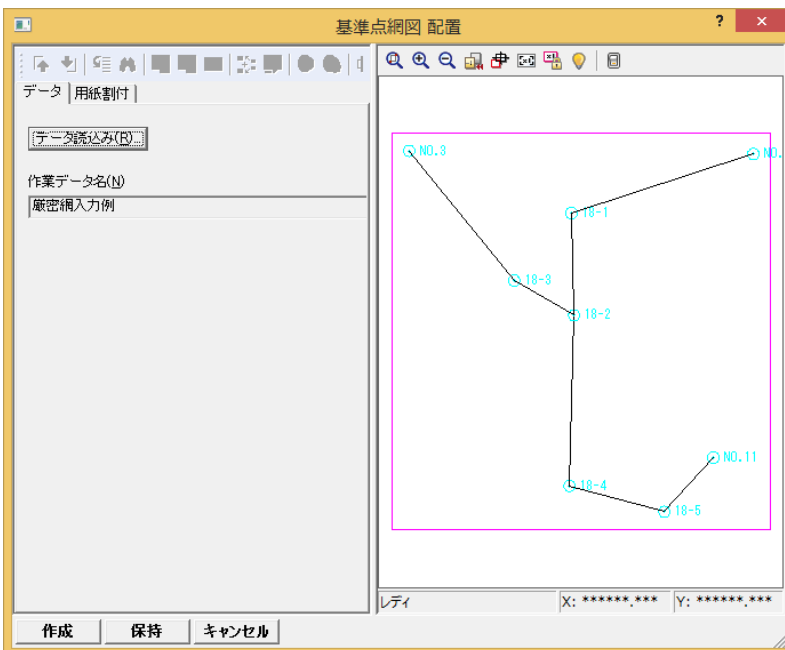 基準点網図 配置
? ×
データ 用紙割付
データ読込み(R)...
作業データ名(N)
厳密網入力例
NO.3
NO.
18-1
18-3
18-2
NO.11
18-4
18-5
レディ X: ******.*** Y: ******.***
作成 保持 キャンセル